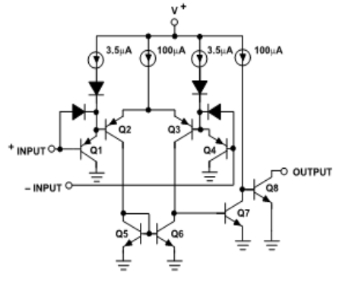 V+
3.5μA 100μA 3.5μA 100μA
Q2 Q3
+ INPUT Q1 Q4
OUTPUT
− INPUT Q8
Q7
Q5 Q6